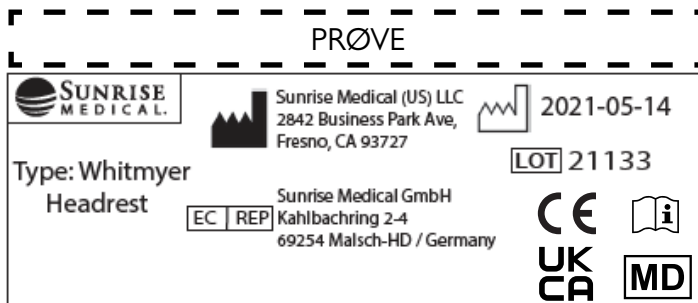 PRØVE
SUNRISE
MEDICAL.
Sunrise Medical (US) LLC
2842 Business Park Ave,
Fresno, CA 93727
2021-05-14
LOT 21133
Type: Whitmyer
Headrest
EC REP
Sunrise Medical GmbH
Kahlbachring 2-4
69254 Malsch-HD / Germany
CE
i
UK
CA
MD